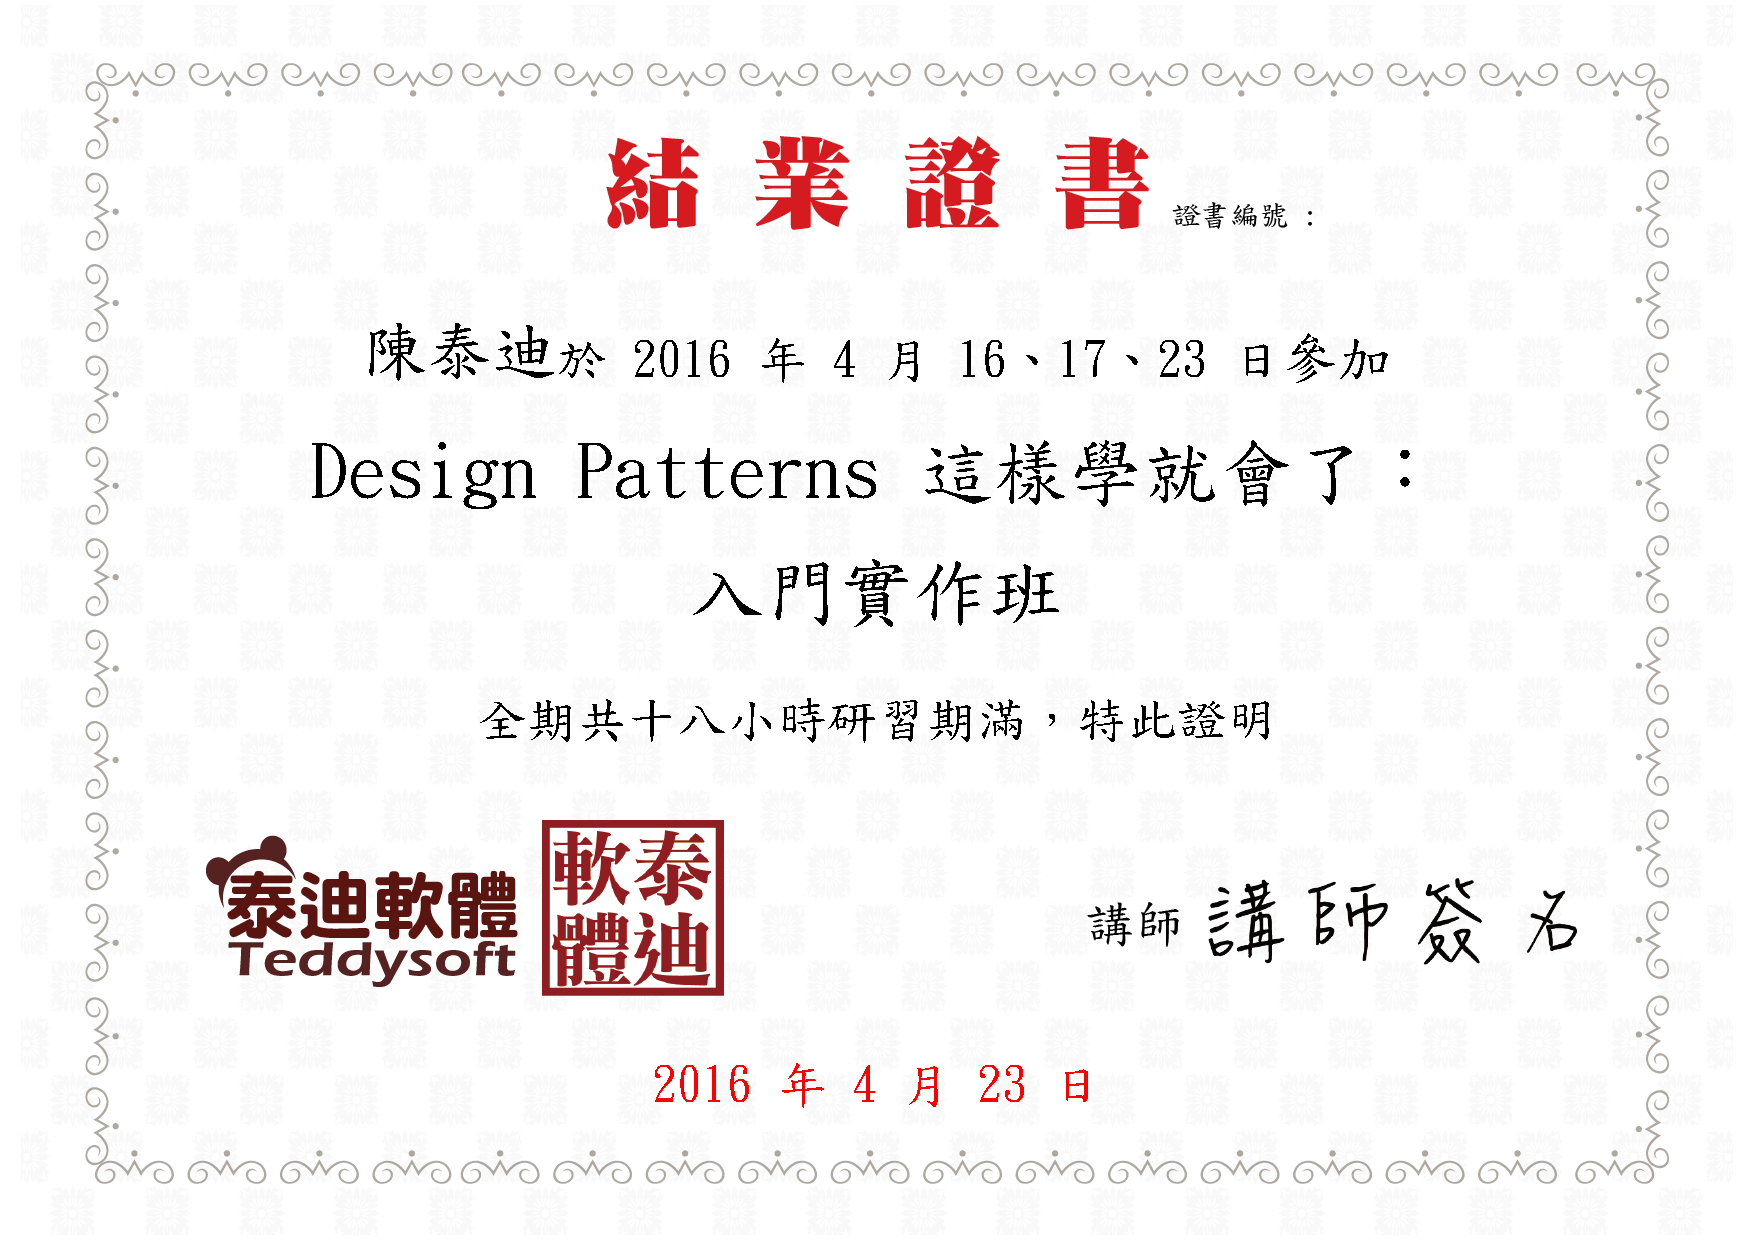 結業證書
證書編號：
陳泰迪於 2016 年 4 月 16、17、23 日參加
Design Patterns 這樣學就會了：
入門實作班
全期共十八小時研習期滿，特此證明
泰迪軟體
Teddysoft
泰迪軟體
講師 講師簽名
2016 年 4 月 23 日